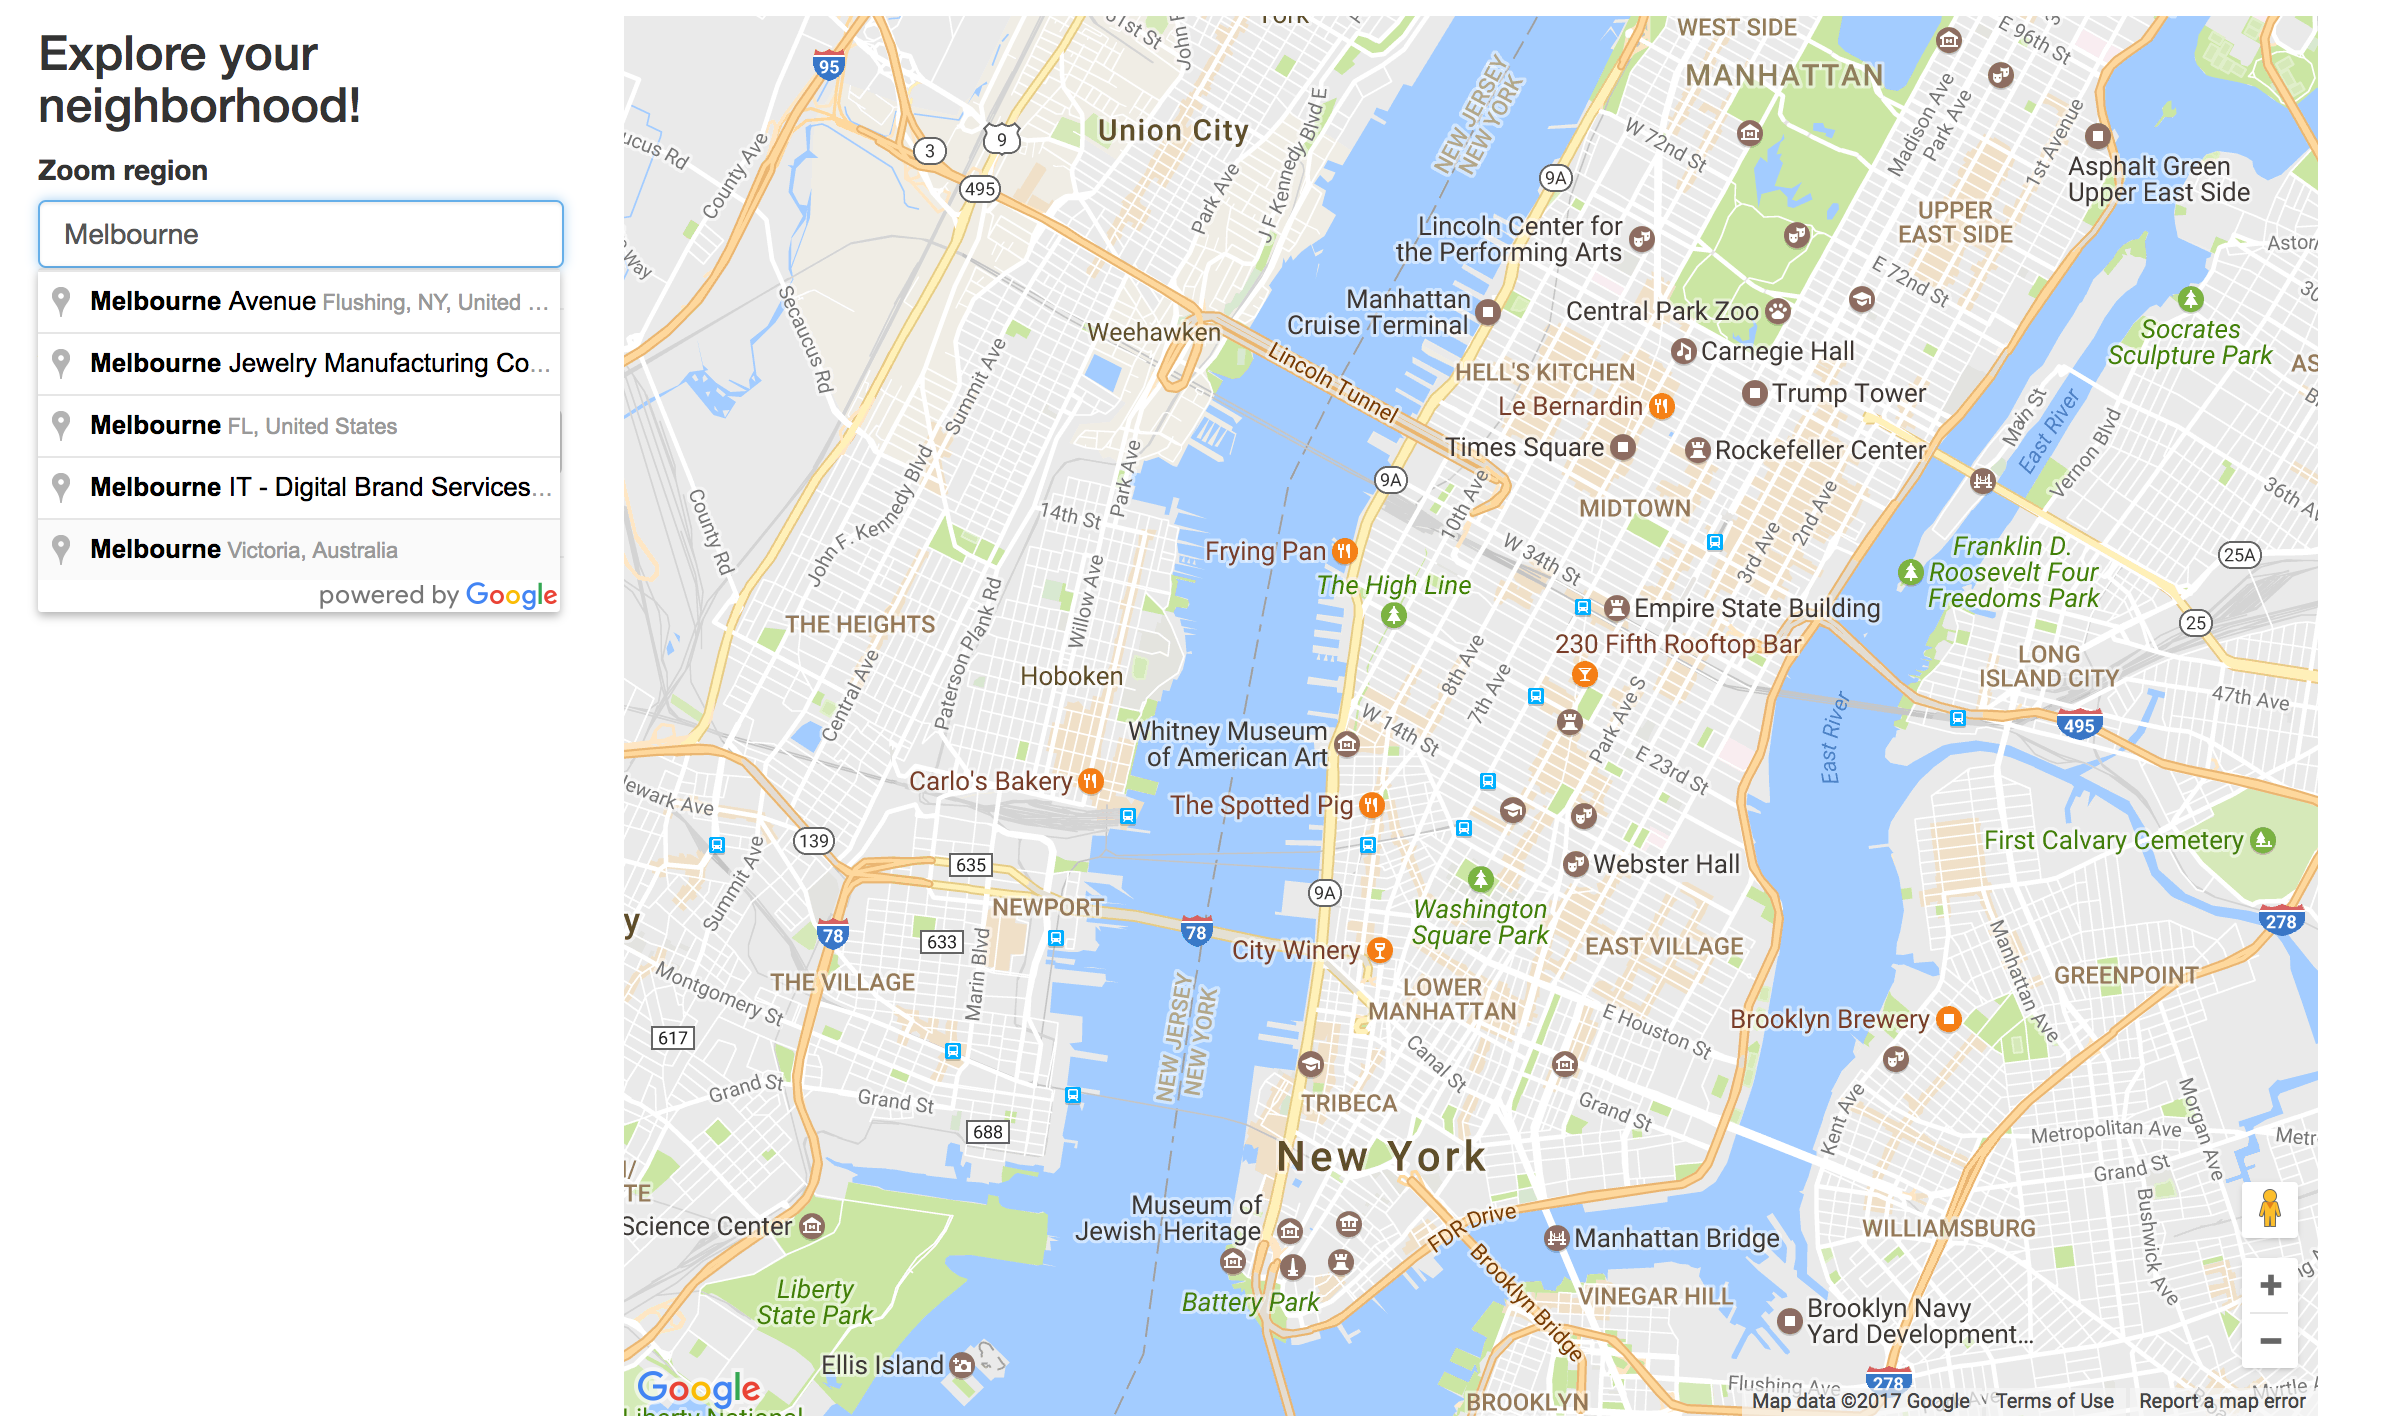 Explore your
neighborhood!
Zoom region
Melbourne
Melbourne Avenue Flushing, NY, United ...
Melbourne Jewelry Manufacturing Co...
Melbourne FL, United States
Melbourne IT - Digital Brand Services...
Melbourne Victoria, Australia
powered by Google
51st St
95
WEST SIDE
MANHATTAN
E 96th St
3
9
495
Union City
J F Kennedy Blvd E
NEW JERSEY
NEW YORK
9A
W 72nd St
Madison Ave
Park Ave
1st Avenue
Asphalt Green
Upper East Side
County Ave
Park Ave
UPPER
EAST SIDE
Lincoln Center for
the Performing Arts
Way
E 72nd St
Secaucus Rd
Manhattan
Cruise Terminal
Central Park Zoo
Socrates
Sculpture Park
Weehawken
Lincoln Tunnel
Carnegie Hall
HELL'S KITCHEN
Summit Ave
Le Bernardin
Trump Tower
Main St
East River
Vernon Blvd
Times Square
Rockefeller Center
9A
10th Ave
John F. Kennedy Blvd
Park Ave
County Rd
14th St
MIDTOWN
2nd Ave
3rd Ave
36th Av
W 34th St
Frying Pan
The High Line
Franklin D.
Roosevelt Four
Freedoms Park
25A
25
Empire State Building
230 Fifth Rooftop Bar
THE HEIGHTS
Willow Ave
Paterson Plank Rd
Central Ave
Hoboken
8th Ave
7th Ave
Park Ave S
LONG
ISLAND CITY
47th Ave
495
Whitney Museum
of American Art
W 14th St
E 23rd St
East River
Carlo's Bakery
The Spotted Pig
ewark Ave
139
Summit Ave
635
Webster Hall
First Calvary Cemetery
9A
NEWPORT
Washington
Square Park
78
633
78
278
City Winery
EAST VILLAGE
Marin Blvd
THE VILLAGE
Montgomery St
Manhattan Ave
GREENPOINT
LOWER
MANHATTAN
NEW JERSEY
NEW YORK
E Houston St
Brooklyn Brewery
617
Canal St
Grand St
Grand St
TRIBECA
Grand St
688
Kent Ave
Morgan Ave
Metropolitan Ave
Metr
Grand St
New York
TE
Science Center
Museum of
Jewish Heritage
FDR Drive
Manhattan Bridge
WILLIAMSBURG
Bushwick Ave
Liberty
State Park
Battery Park
Brooklyn Bridge
VINEGAR HILL
Brooklyn Navy
Yard Development...
Ellis Island
Google
278
Flushing Ave
BROOKLYN
Map data ©2017 Google
Terms of Use
Report a map error